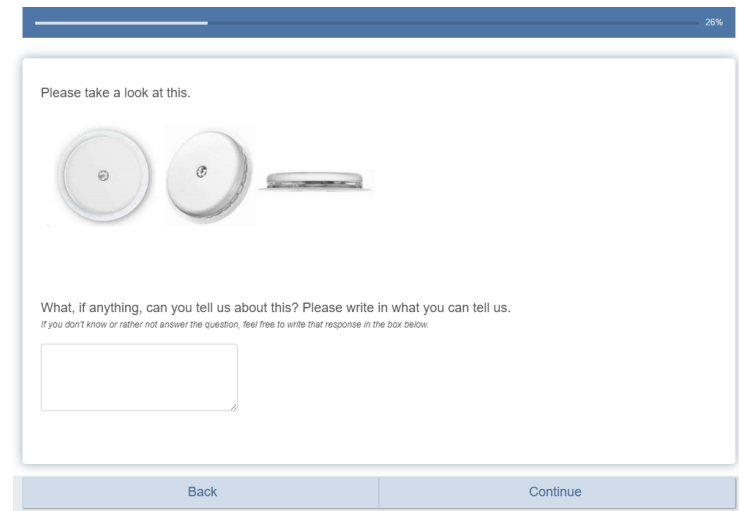 26%
Please take a look at this.
What, if anything, can you tell us about this? Please write in what you can tell us.
If you don't know or rather not answer the question, feel free to write that response in the box below.
Back
Continue